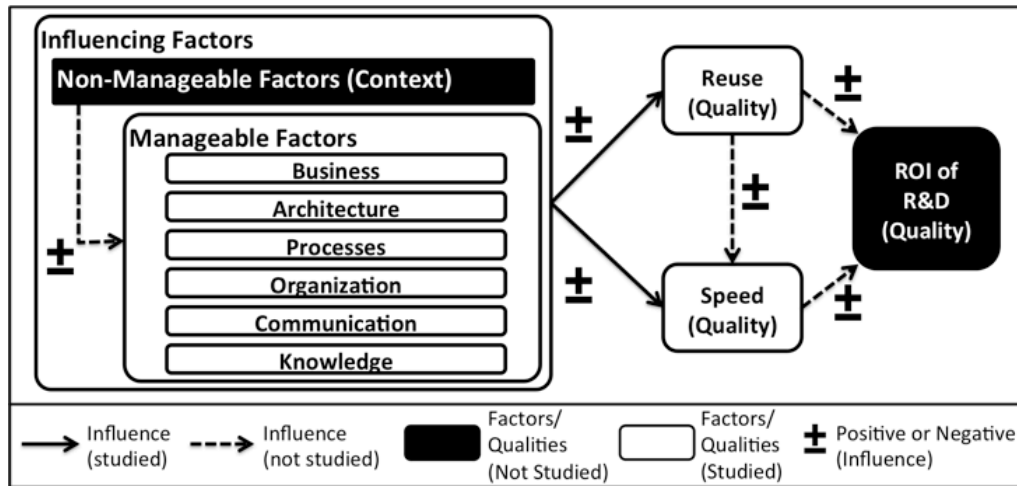 Influencing Factors
Non-Manageable Factors (Context)
Manageable Factors
Business
Architecture
Processes
Organization
Communication
Knowledge
±
±
±
Reuse
(Quality)
±
±
Speed
(Quality)
±
ROI of
R&D
(Quality)
Influence
(studied)
Influence
(not studied)
Factors/
Qualities
(Not Studied)
Factors/
Qualities
(Studied)
± Positive or Negative
(Influence)